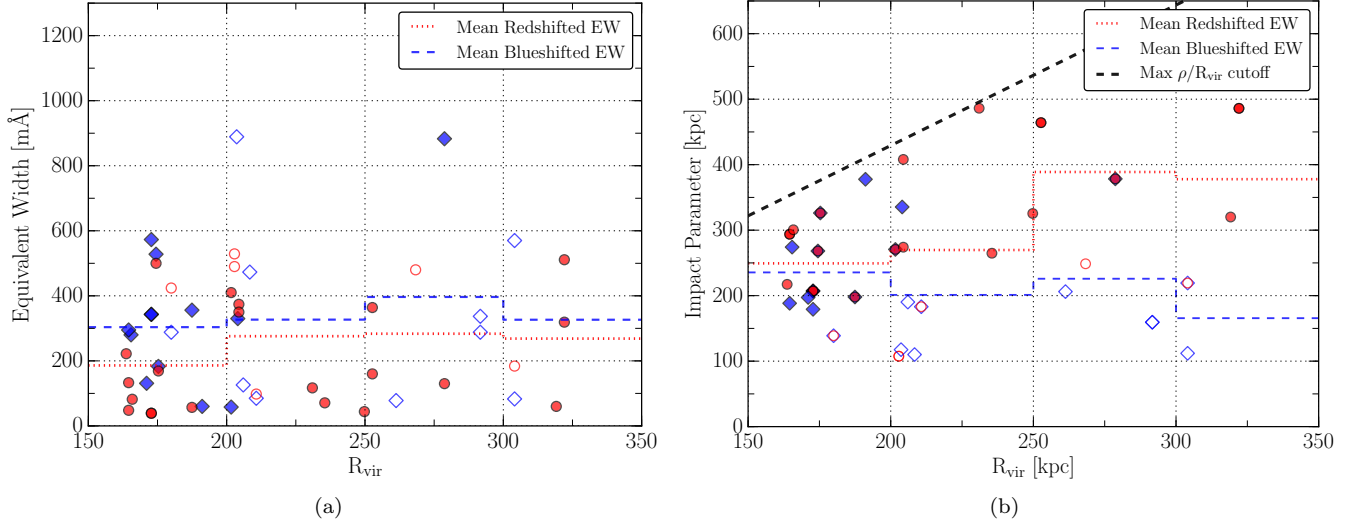 1200
1000
800
600
400
200
0
Equivalent Width [mÅ]
150
200
250
300
350
R_vir
Mean Redshifted EW
Mean Blueshifted EW
(a)
600
500
400
300
200
100
0
Impact Parameter [kpc]
150
200
250
300
350
R_vir [kpc]
Mean Redshifted EW
Mean Blueshifted EW
Max ρ/R_vir cutoff
(b)